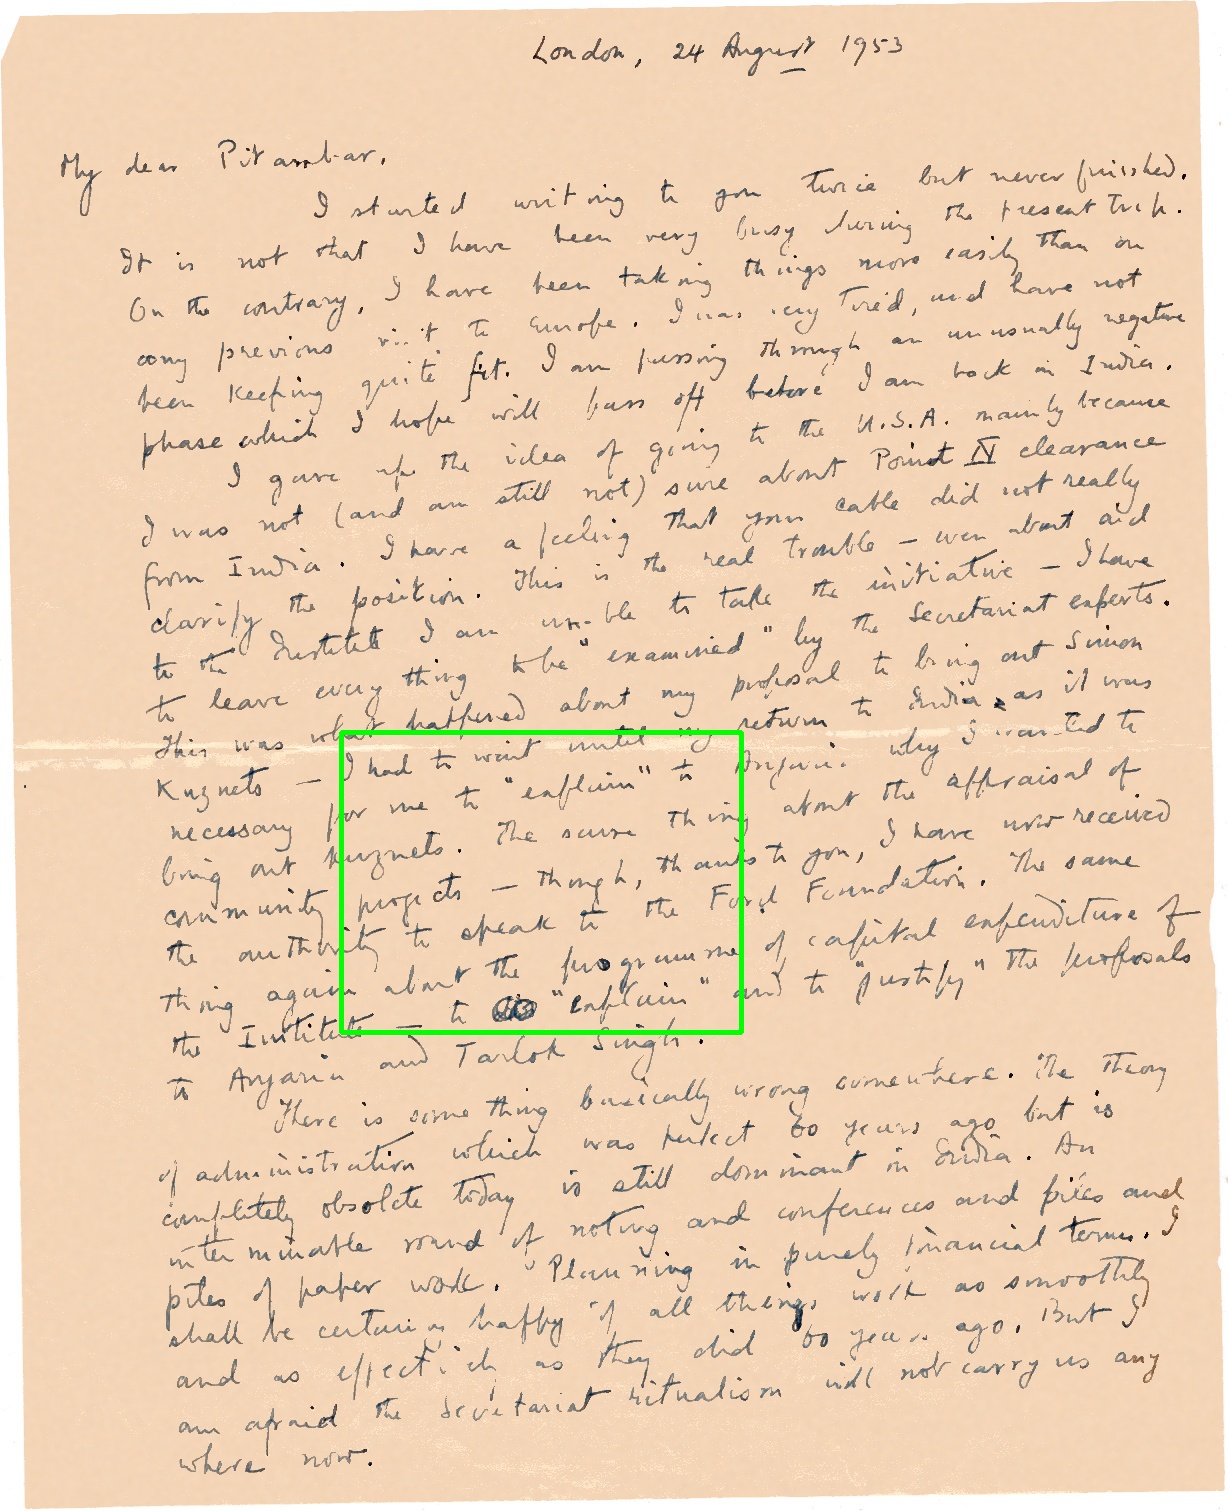 London, 24 August 1953
My dear Pitambar,
I started writing to you twice but never finished.
It is not that I have been very busy during the present trip.
On the contrary, I have been taking things more easily than on
any previous visit to Europe. I was very tired, and have not
been keeping quite fit. I am passing through an unusually negative
phase which I hope will pass off before I am back in India.
I gave up the idea of going to the U.S.A. mainly because
I was not (and am still not) sure about Point IV clearance
from India. I have a feeling that your cable did not really
clarify the position. This is the real trouble – even about aid
to the Institute I am unable to take the initiative – I have
to leave every thing to be "examined" by the Secretariat experts.
This was what happened about my proposal to bring out Simon
Kuznets – I had to wait until my return to India, as it was
necessary for me to "explain" to Anjaria why I wanted to
bring out Kuznets. The same thing about the appraisal of
community projects – though, thanks to you, I have now received
the authority to speak to the Ford Foundation. The same
thing again about the programme of capital expenditure of
the Institute – to "explain" and to "justify" the proposals
to Anjaria and Tarlok Singh.
There is some thing basically wrong somewhere. The theory
of administration which was perfect 60 years ago but is
completely obsolete today is still dominant in India. An
interminable round of noting and conferences and files and
piles of paper work. Planning in purely financial terms. I
shall be certainly happy if all things work as smoothly
and as effectively as they did 60 years ago. But I
am afraid the Secretariat ritualism will not carry us any
where now.